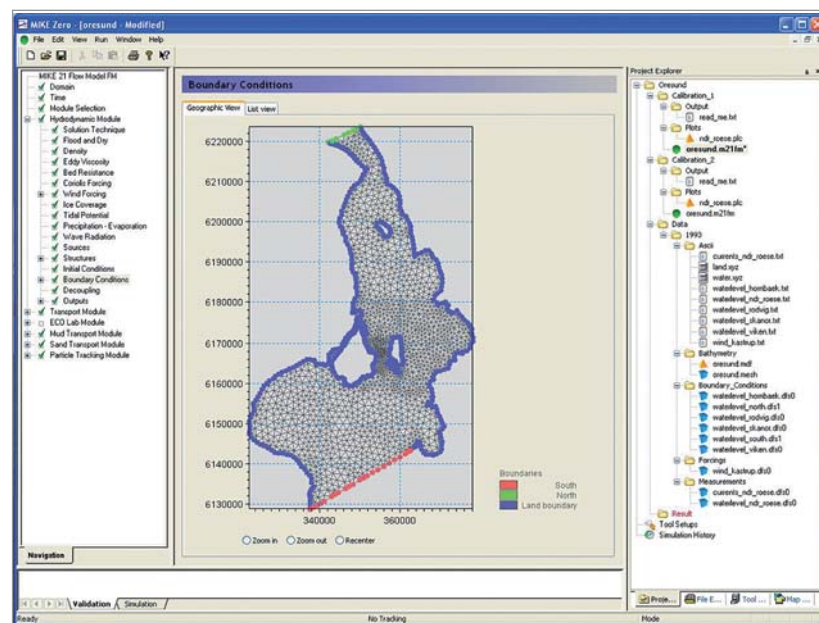 MIKE Zero - [oresund - Modified]
File Edit View Run Window Help
MIKE 21 Flow Model FM
Domain
Time
Module Selection
Hydrodynamic Module
Solution Technique
Flood and Dry
Density
Eddy Viscosity
Bed Resistance
Coriolis Forcing
Wind Forcing
Ice Coverage
Tidal Potential
Precipitation - Evaporation
Wave Radiation
Sources
Structures
Initial Conditions
Boundary Conditions
Decoupling
Outputs
Transport Module
ECO Lab Module
Mud Transport Module
Sand Transport Module
Particle Tracking Module
Navigation
Boundary Conditions
Geographic View List view
6220000
6210000
6200000
6190000
6180000
6170000
6160000
6150000
6140000
6130000
340000 360000
Boundaries
South
North
Land boundary
Zoom in Zoom out Recenter
Project Explorer
Oresund
Calibration_1
Output
read_me.txt
Plots
ndr_roese.plc
oresund.m21fm*
Calibration_2
Output
read_me.txt
Plots
ndr_roese.plc
oresund.m21fm
Data
1993
Ascii
currents_ndr_roese.txt
land.xyz
water.xyz
waterlevel_hornbaek.txt
waterlevel_ndr_roese.txt
waterlevel_rodvig.txt
waterlevel_skanor.txt
waterlevel_viken.txt
wind_kastrup.txt
Bathymetry
oresund.mdf
oresund.mesh
Boundary_Conditions
waterlevel_hornbaek.dfs0
waterlevel_north.dfs1
waterlevel_rodvig.dfs0
waterlevel_skanor.dfs0
waterlevel_south.dfs1
waterlevel_viken.dfs0
Forcings
wind_kastrup.dfs0
Measurements
currents_ndr_roese.dfs0
waterlevel_ndr_roese.dfs0
Result
Tool Setups
Simulation History
Proje... File E... Tool ... Map ...
Validation Simulation
Ready No Tracking Mode